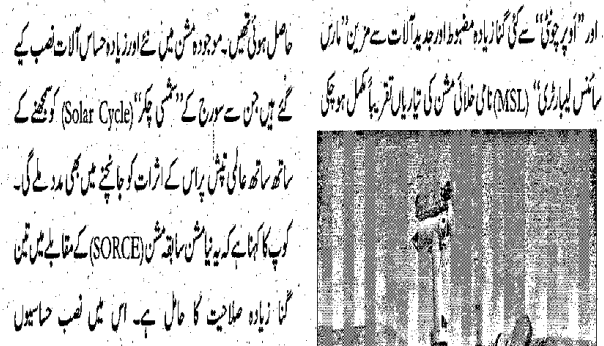 اور ”اوپرچونٹی“ سے کئی گنا زیادہ مضبوط اور جدید آلات سے مزین ”مارس
سائنس لیبارٹری“ (MSL) نامی خلائی مشن کی تیاریاں تقریباً مکمل ہوچکی
حاصل ہوئی تھیں۔ موجودہ مشن میں نئے اور زیادہ حساس آلات نصب کیے
گئے ہیں جن سے سورج کے ”شمسی چکر“ (Solar Cycle) کو سمجھنے کے
ساتھ ساتھ عالمی تپش پر اس کے اثرات کو جانچنے میں بھی مدد ملے گی۔
کوپ کا کہنا ہے کہ یہ نیا مشن سابقہ مشن (SORCE) کے مقابلے میں تین
گنا زیادہ صلاحیت کا حامل ہے۔ اس میں نصب حساسیوں